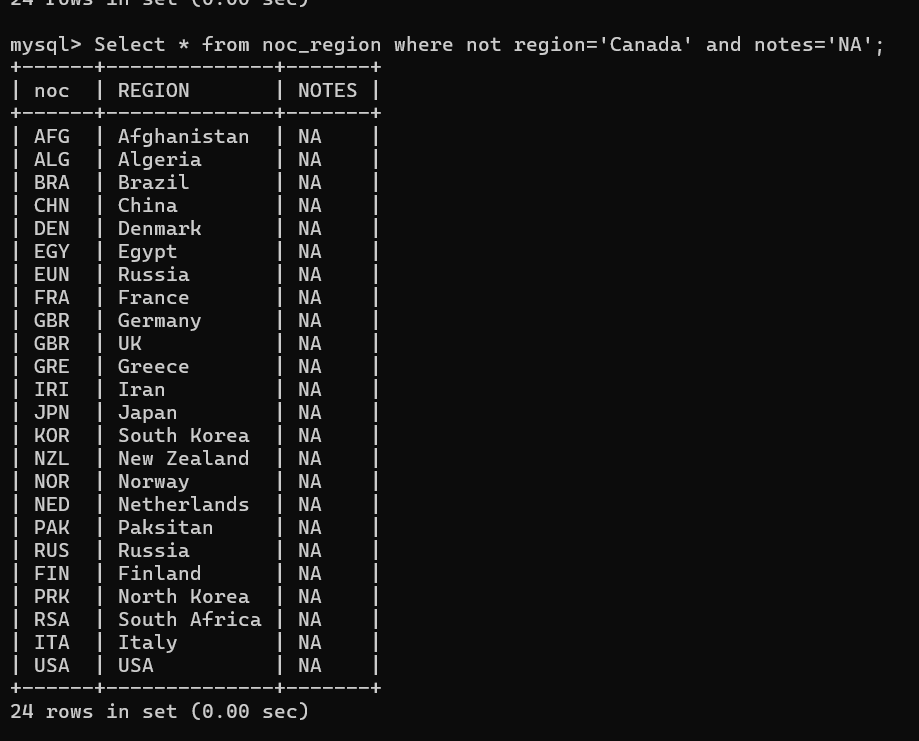 24 rows in set (0.00 sec)
mysql> Select * from noc_region where not region='Canada' and notes='NA';
+------+--------------+-------+
| noc  | REGION       | NOTES |
+------+--------------+-------+
| AFG  | Afghanistan  | NA    |
| ALG  | Algeria      | NA    |
| BRA  | Brazil       | NA    |
| CHN  | China        | NA    |
| DEN  | Denmark      | NA    |
| EGY  | Egypt        | NA    |
| EUN  | Russia       | NA    |
| FRA  | France       | NA    |
| GBR  | Germany      | NA    |
| GBR  | UK           | NA    |
| GRE  | Greece       | NA    |
| IRI  | Iran         | NA    |
| JPN  | Japan        | NA    |
| KOR  | South Korea  | NA    |
| NZL  | New Zealand  | NA    |
| NOR  | Norway       | NA    |
| NED  | Netherlands  | NA    |
| PAK  | Paksitan     | NA    |
| RUS  | Russia       | NA    |
| FIN  | Finland      | NA    |
| PRK  | North Korea  | NA    |
| RSA  | South Africa | NA    |
| ITA  | Italy        | NA    |
| USA  | USA          | NA    |
+------+--------------+-------+
24 rows in set (0.00 sec)